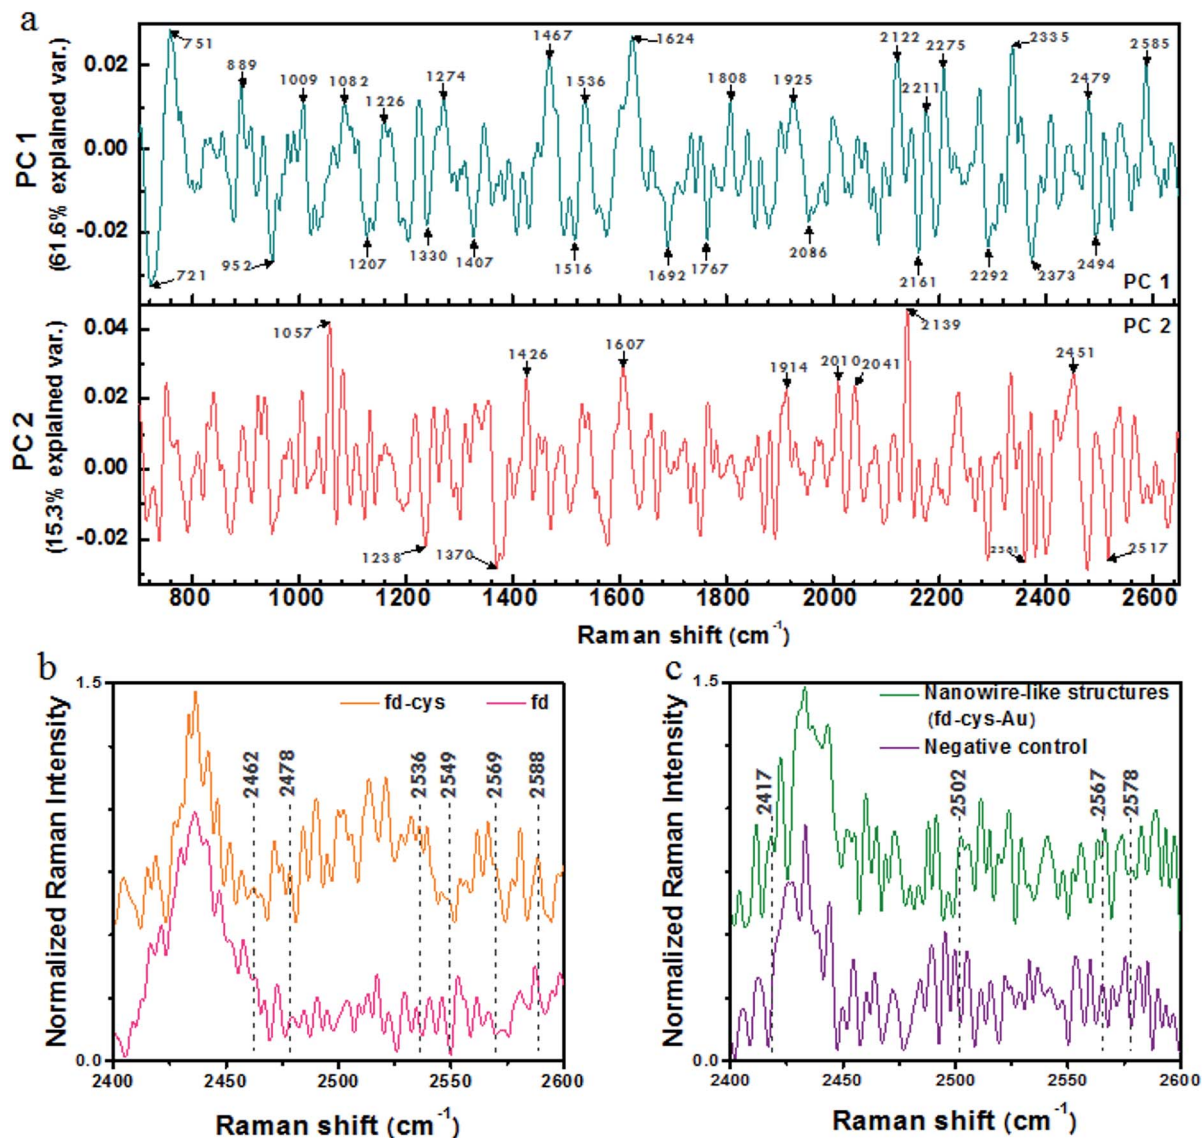 a
751
889
1009
1082
1226
1274
1467
1536
1624
1808
1925
2122
2211
2275
2335
2479
2585
0.02
0.00
-0.02
PC 1
(61.6% explained var.)
721
952
1207
1330
1407
1516
1692
1767
2086
2161
2292
2373
2494
PC 1
0.04
0.02
0.00
-0.02
PC 2
(15.3% explained var.)
1057
1426
1607
1914
2010
2041
2139
2451
PC 2
1238
1370
2361
2517
800 1000 1200 1400 1600 1800 2000 2200 2400 2600
Raman shift (cm⁻¹)
b
1.5
0.0
Normalized Raman Intensity
fd-cys
fd
2462
2478
2536
2549
2569
2588
2400 2450 2500 2550 2600
Raman shift (cm⁻¹)
c
1.5
0.0
Normalized Raman Intensity
Nanowire-like structures
(fd-cys-Au)
Negative control
2417
2502
2567
2578
2400 2450 2500 2550 2600
Raman shift (cm⁻¹)